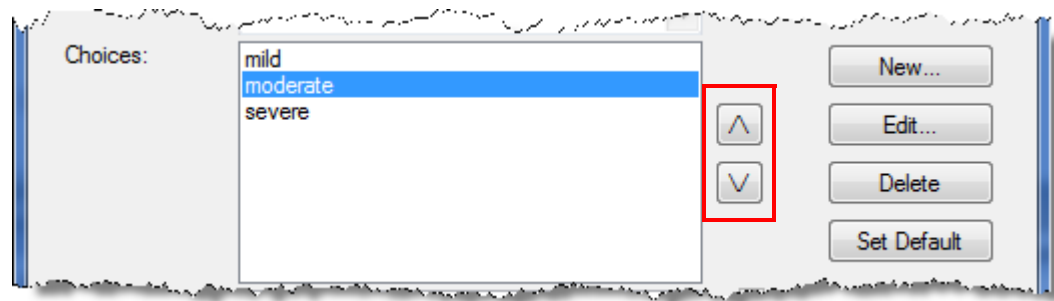 Choices:
mild
moderate
severe
New...
Edit...
Delete
Set Default